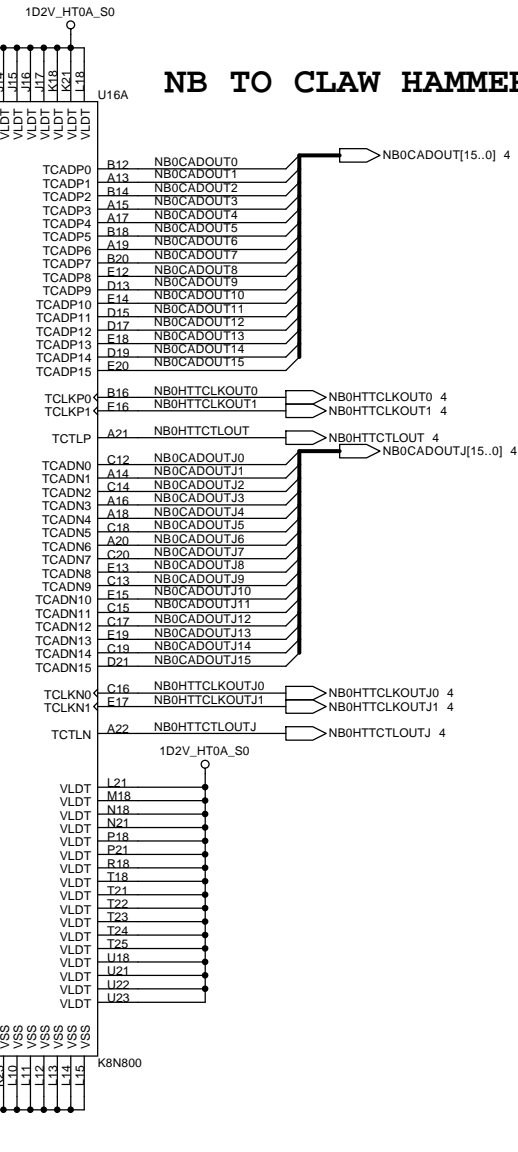 1D2V_HT0A_S0
J15
J16
J17
K18
K21
L18
U16A
NB TO CLAW HAMMER
VLDT
VLDT
VLDT
VLDT
VLDT
VLDT
VLDT
TCADP0 B12 NB0CADOUT0
NB0CADOUT[15..0] 4
TCADP1 A13 NB0CADOUT1
TCADP2 B14 NB0CADOUT2
TCADP3 A15 NB0CADOUT3
TCADP4 A17 NB0CADOUT4
TCADP5 B18 NB0CADOUT5
TCADP6 A19 NB0CADOUT6
TCADP7 B20 NB0CADOUT7
TCADP8 E12 NB0CADOUT8
TCADP9 D13 NB0CADOUT9
TCADP10 E14 NB0CADOUT10
TCADP11 D15 NB0CADOUT11
TCADP12 D17 NB0CADOUT12
TCADP13 E18 NB0CADOUT13
TCADP14 D19 NB0CADOUT14
TCADP15 E20 NB0CADOUT15
TCLKP0 B16 NB0HTTCLKOUT0 NB0HTTCLKOUT0 4
TCLKP1 E16 NB0HTTCLKOUT1 NB0HTTCLKOUT1 4
TCTLP A21 NB0HTTCTLOUT NB0HTTCTLOUT 4
NB0CADOUTJ[15..0] 4
TCADN0 C12 NB0CADOUTJ0
TCADN1 A14 NB0CADOUTJ1
TCADN2 C14 NB0CADOUTJ2
TCADN3 A16 NB0CADOUTJ3
TCADN4 A18 NB0CADOUTJ4
TCADN5 C18 NB0CADOUTJ5
TCADN6 A20 NB0CADOUTJ6
TCADN7 C20 NB0CADOUTJ7
TCADN8 E13 NB0CADOUTJ8
TCADN9 C13 NB0CADOUTJ9
TCADN10 E15 NB0CADOUTJ10
TCADN11 C15 NB0CADOUTJ11
TCADN12 C17 NB0CADOUTJ12
TCADN13 E19 NB0CADOUTJ13
TCADN14 C19 NB0CADOUTJ14
TCADN15 D21 NB0CADOUTJ15
TCLKN0 C16 NB0HTTCLKOUTJ0 NB0HTTCLKOUTJ0 4
TCLKN1 E17 NB0HTTCLKOUTJ1 NB0HTTCLKOUTJ1 4
TCTLN A22 NB0HTTCTLOUTJ NB0HTTCTLOUTJ 4
1D2V_HT0A_S0
VLDT L21
VLDT M18
VLDT N18
VLDT N21
VLDT P18
VLDT P21
VLDT R18
VLDT T18
VLDT T21
VLDT T22
VLDT T23
VLDT T24
VLDT T25
VLDT U18
VLDT U21
VLDT U22
VLDT U23
VSS
VSS
VSS
VSS
VSS
VSS
VSS
K8N800
L10
L11
L12
L13
L14
L15